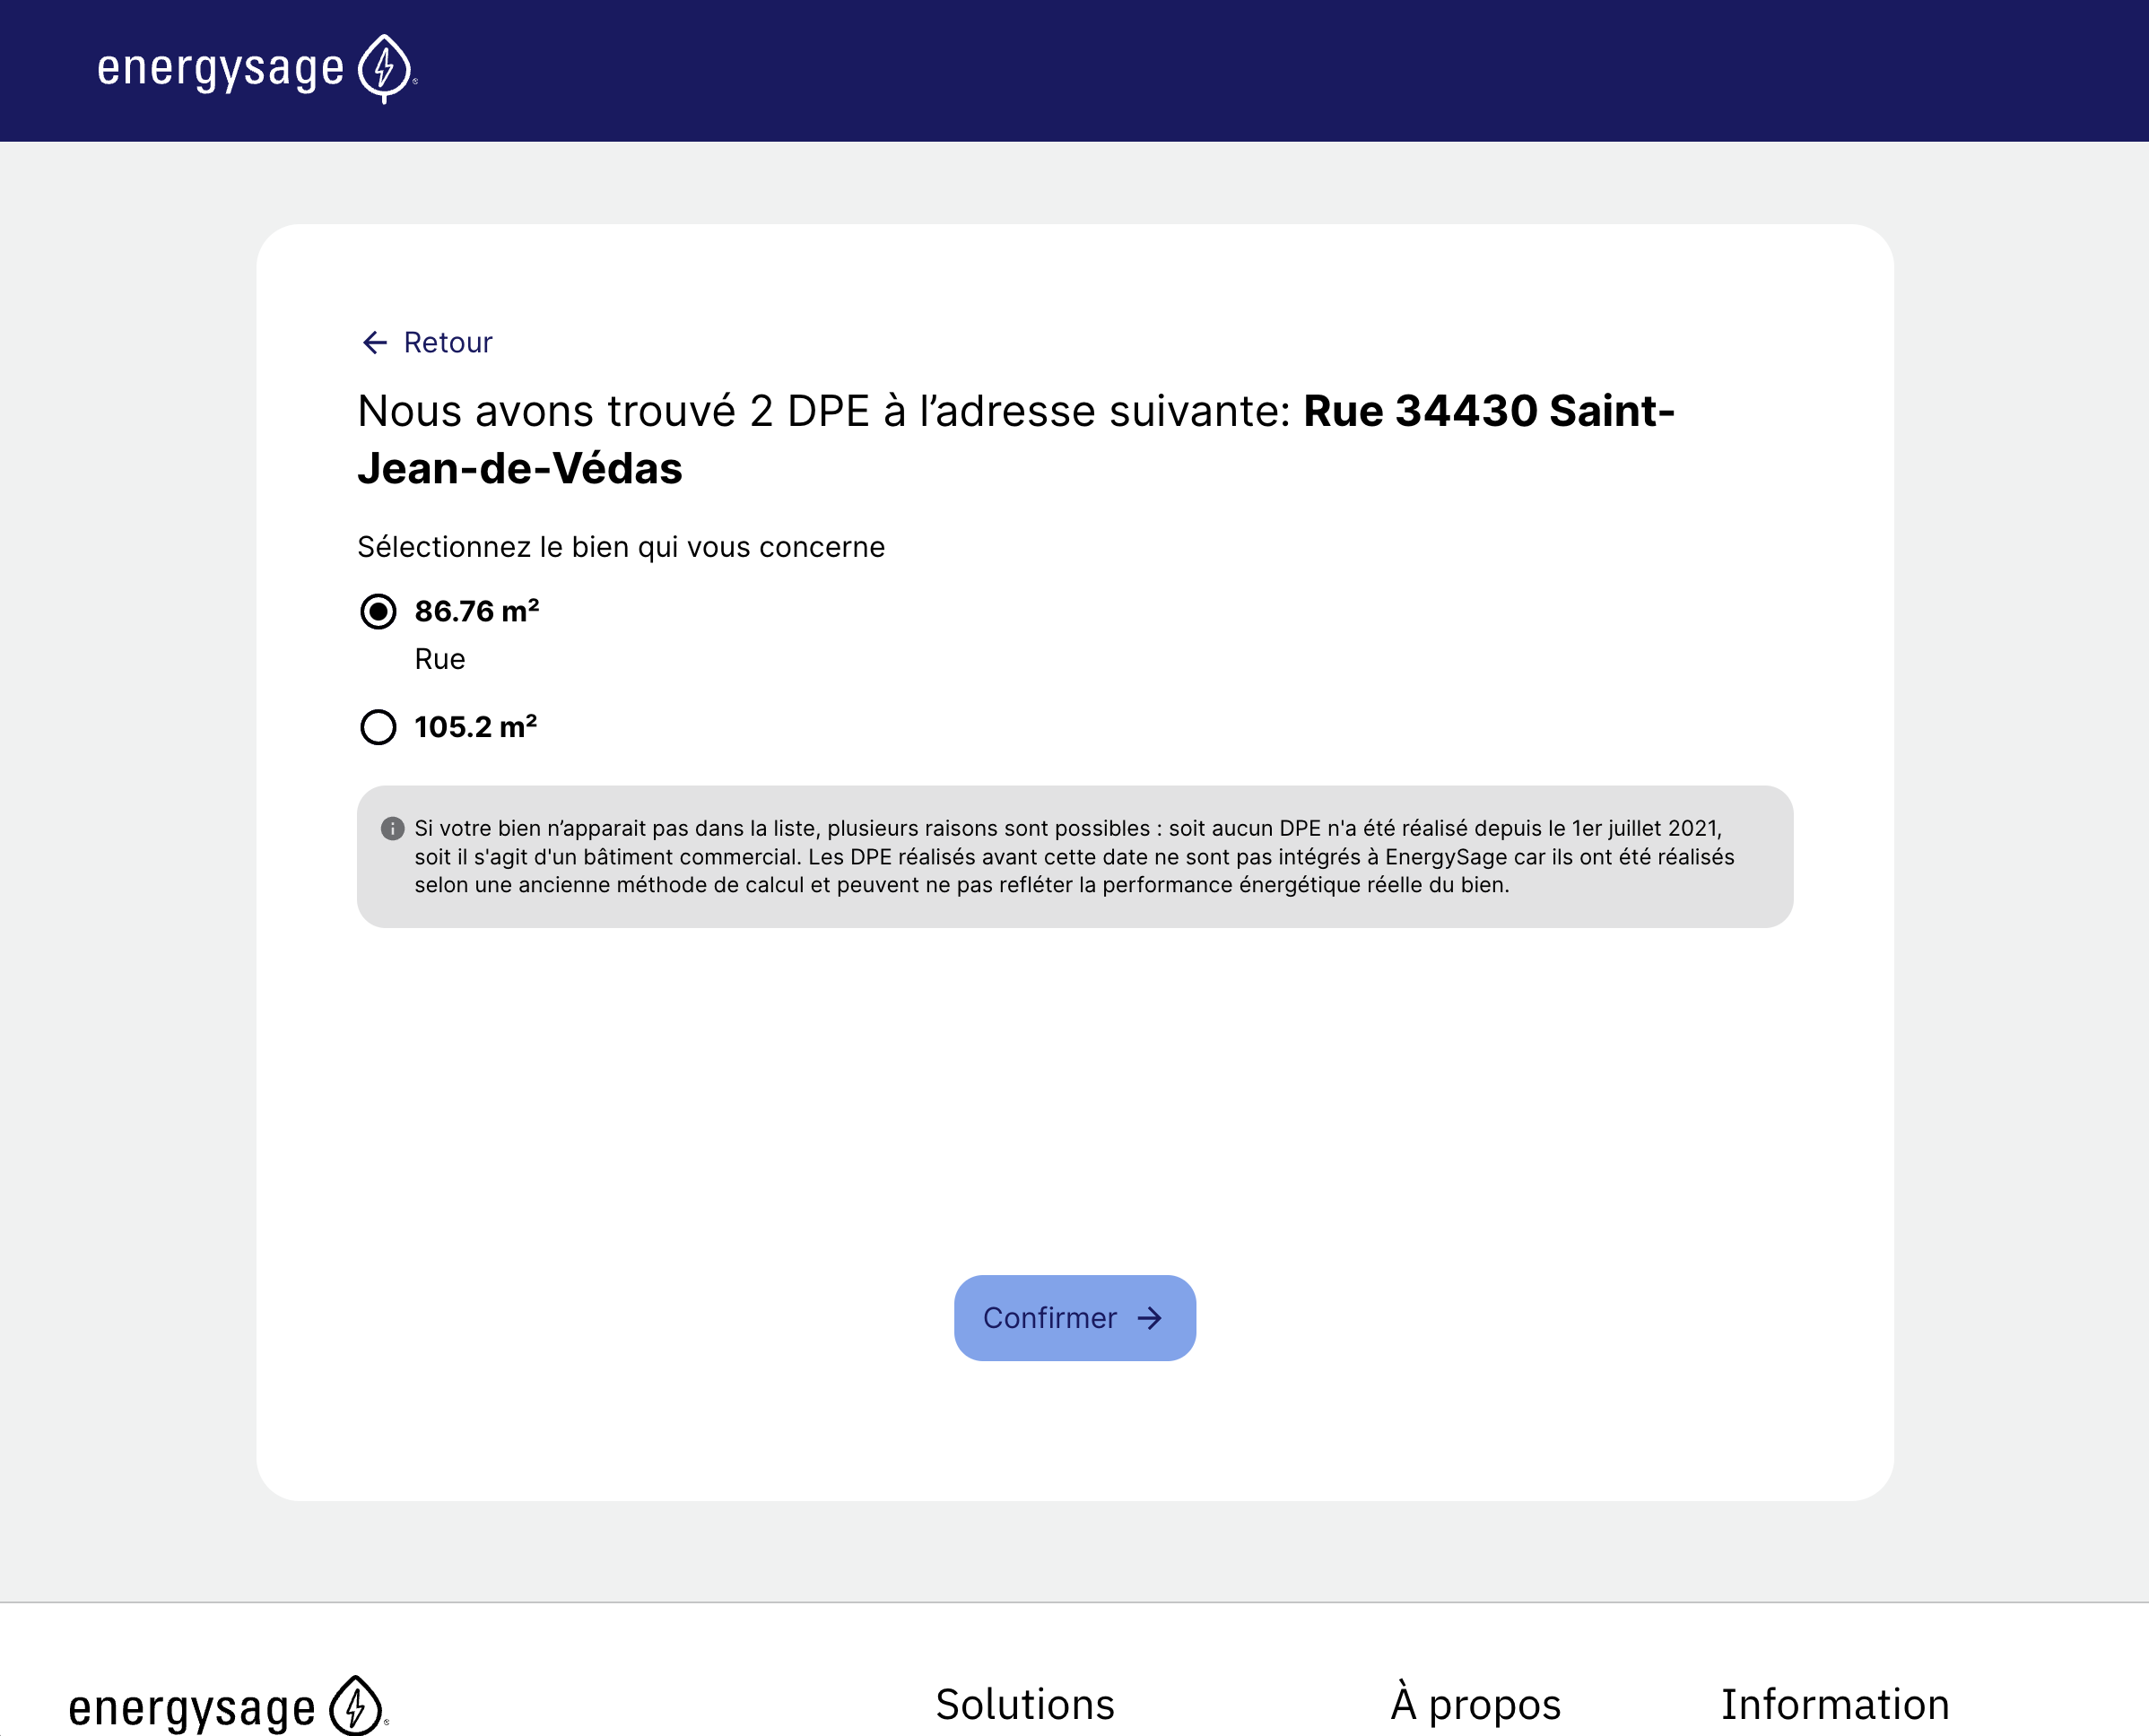 energysage
Retour
Nous avons trouvé 2 DPE à l’adresse suivante: Rue 34430 Saint-
Jean-de-Védas
Sélectionnez le bien qui vous concerne
86.76 m²
Rue
105.2 m²
Si votre bien n’apparait pas dans la liste, plusieurs raisons sont possibles : soit aucun DPE n'a été réalisé depuis le 1er juillet 2021,
soit il s'agit d'un bâtiment commercial. Les DPE réalisés avant cette date ne sont pas intégrés à EnergySage car ils ont été réalisés
selon une ancienne méthode de calcul et peuvent ne pas refléter la performance énergétique réelle du bien.
Confirmer
energysage
Solutions
À propos
Information